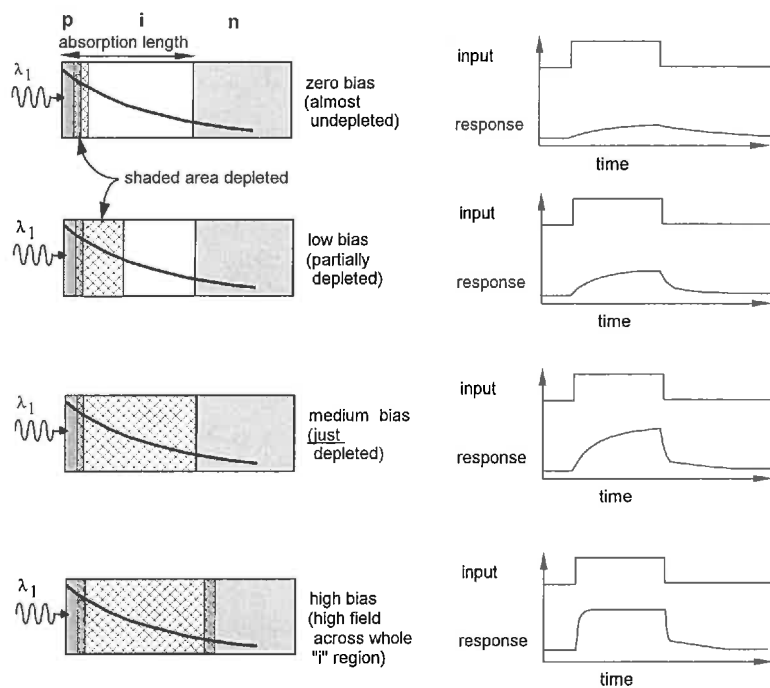 p i n
absorption length
λ1
zero bias
(almost
undepleted)
input
response
time
shaded area depleted
λ1
low bias
(partially
depleted)
input
response
time
λ1
medium bias
(just
depleted)
input
response
time
λ1
high bias
(high field
across whole
"i" region)
input
response
time